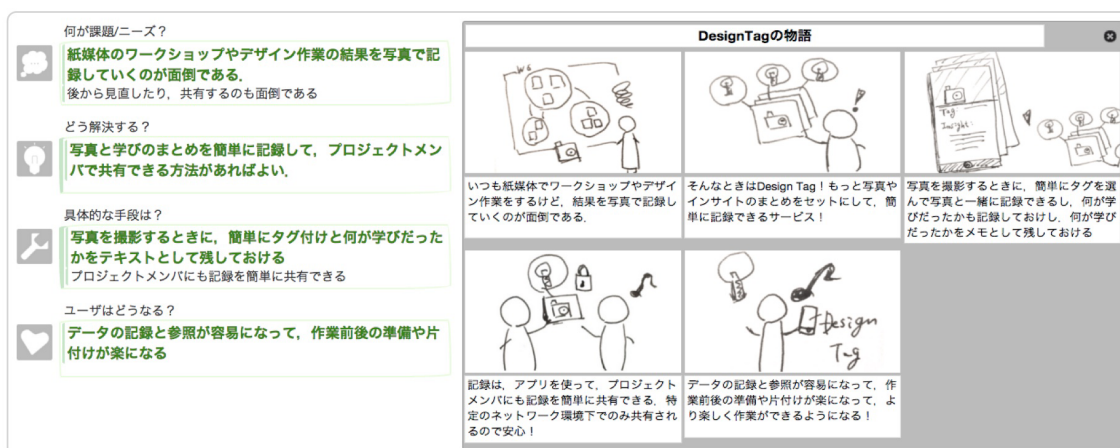 何が課題/ニーズ？
紙媒体のワークショップやデザイン作業の結果を写真で記
録していくのが面倒である．
後から見直したり，共有するのも面倒である
どう解決する？
写真と学びのまとめを簡単に記録して，プロジェクトメン
バで共有できる方法があればよい．
具体的な手段は？
写真を撮影するときに，簡単にタグ付けと何が学びだった
かをテキストとして残しておける
プロジェクトメンバにも記録を簡単に共有できる
ユーザはどうなる？
データの記録と参照が容易になって，作業前後の準備や片
付けが楽になる
DesignTagの物語
いつも紙媒体でワークショップやデザイ
ン作業をするけど，結果を写真で記録し
ていくのが面倒である．
そんなときはDesign Tag！もっと写真や
インサイトのまとめをセットにして，簡
単に記録できるサービス！
Tag
Insight:
写真を撮影するときに，簡単にタグを選
んで写真と一緒に記録できるし，何が学
びだったかも記録しておけし，何が学び
だったかをメモとして残しておける
記録は，アプリを使って，プロジェクト
メンバにも記録を簡単に共有できる．特
定のネットワーク環境下でのみ共有され
るので安心！
Design
Tag
データの記録と参照が容易になって，作
業前後の準備や片付けが楽になって，よ
り楽しく作業ができるようになる！